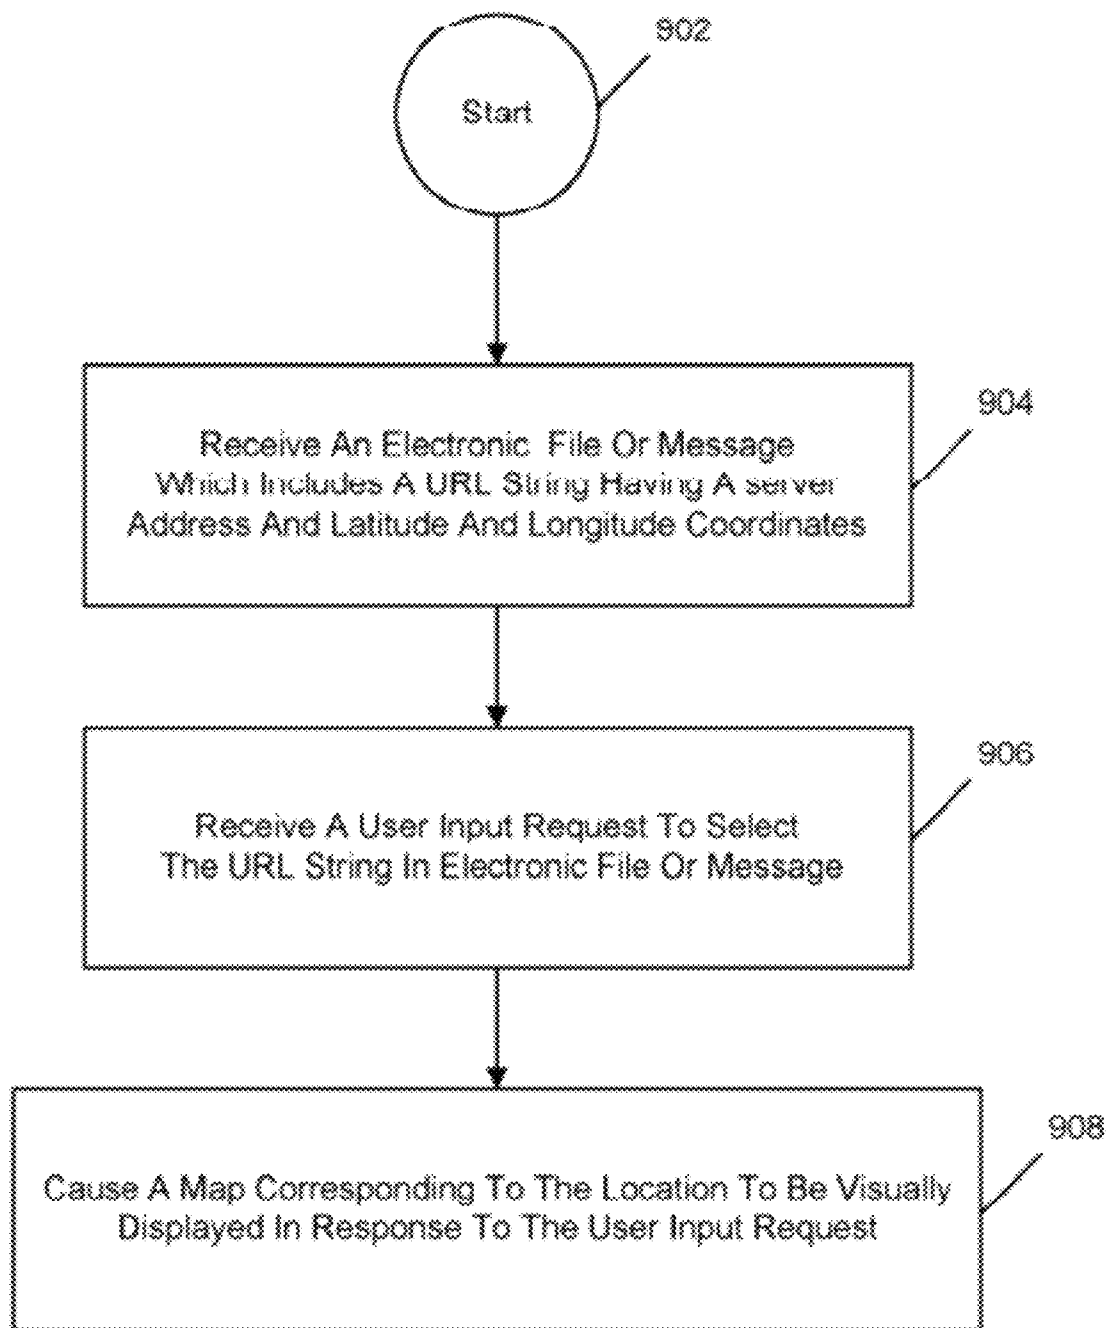 902
Start
904
Receive An Electronic File Or Message
Which Includes A URL String Having A server
Address And Latitude And Longitude Coordinates
906
Receive A User Input Request To Select
The URL String In Electronic File Or Message
908
Cause A Map Corresponding To The Location To Be Visually
Displayed In Response To The User Input Request